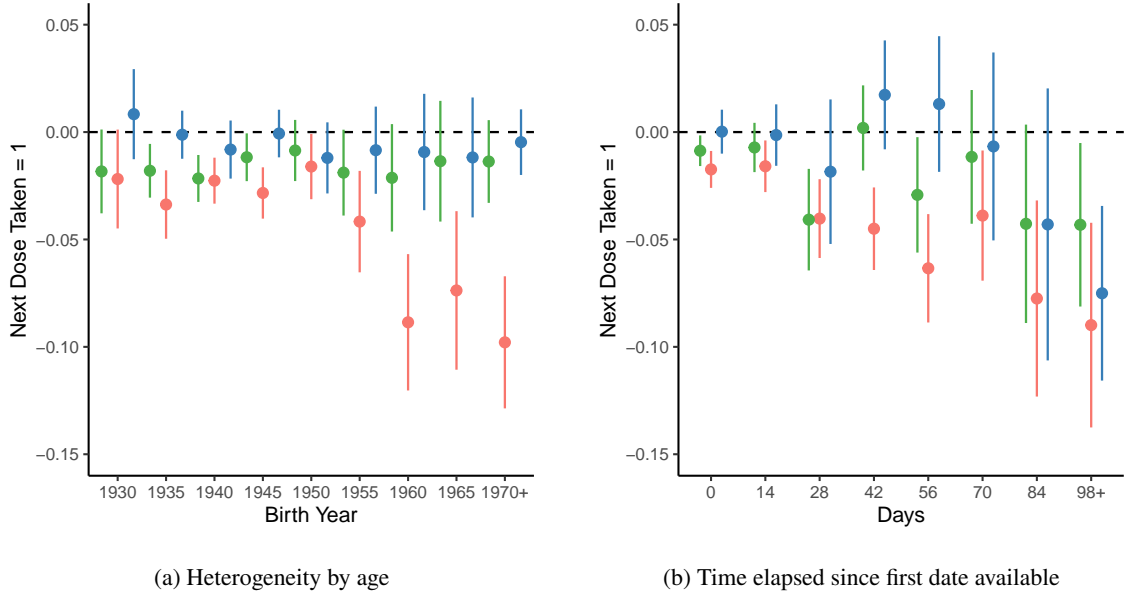 0.05
0.00
−0.05
−0.10
−0.15
Next Dose Taken = 1
1930 1935 1940 1945 1950 1955 1960 1965 1970+
Birth Year
(a) Heterogeneity by age
0.05
0.00
−0.05
−0.10
−0.15
Next Dose Taken = 1
0 14 28 42 56 70 84 98+
Days
(b) Time elapsed since first date available